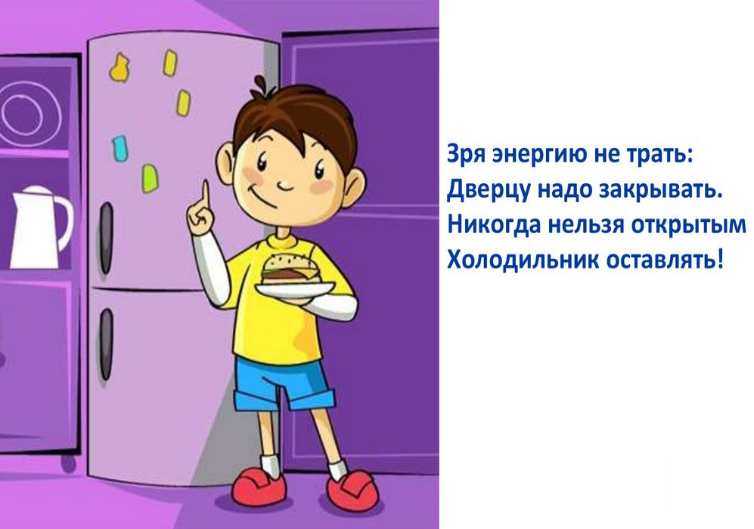 Зря энергию не трать:
Дверцу надо закрывать.
Никогда нельзя открытым
Холодильник оставлять!